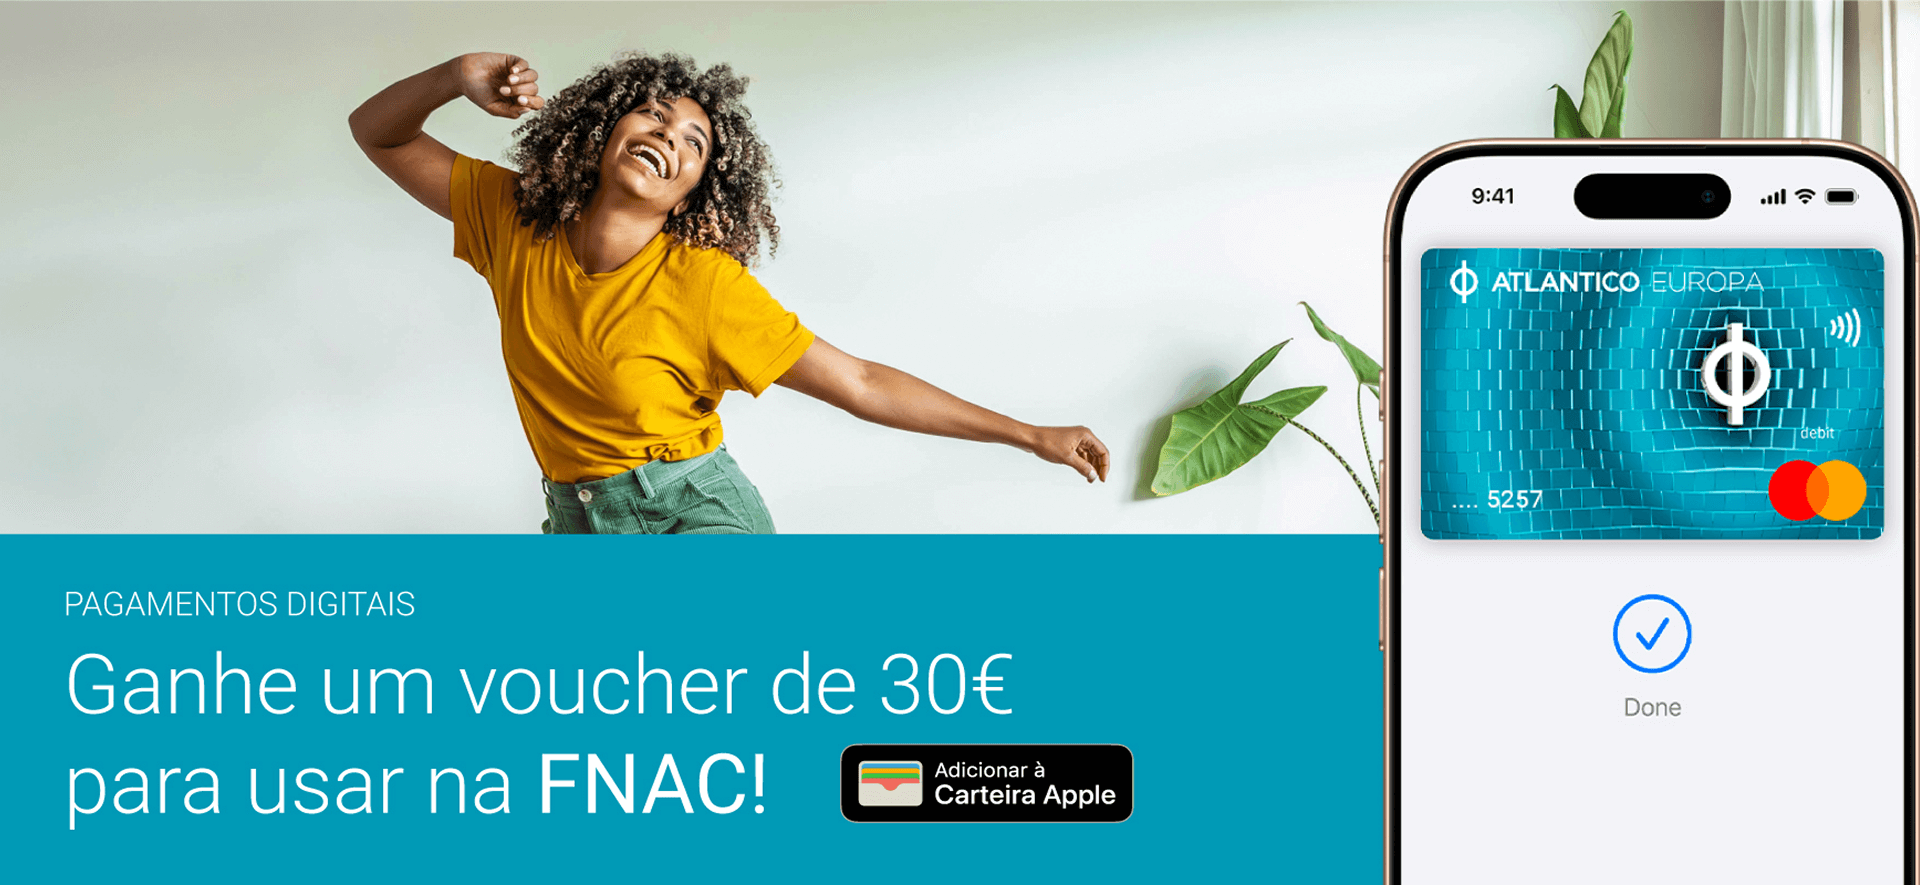 9:41
ATLANTICO EUROPA
debit
.... 5257
Done
PAGAMENTOS DIGITAIS
Ganhe um voucher de 30€
para usar na FNAC!
Adicionar à
Carteira Apple